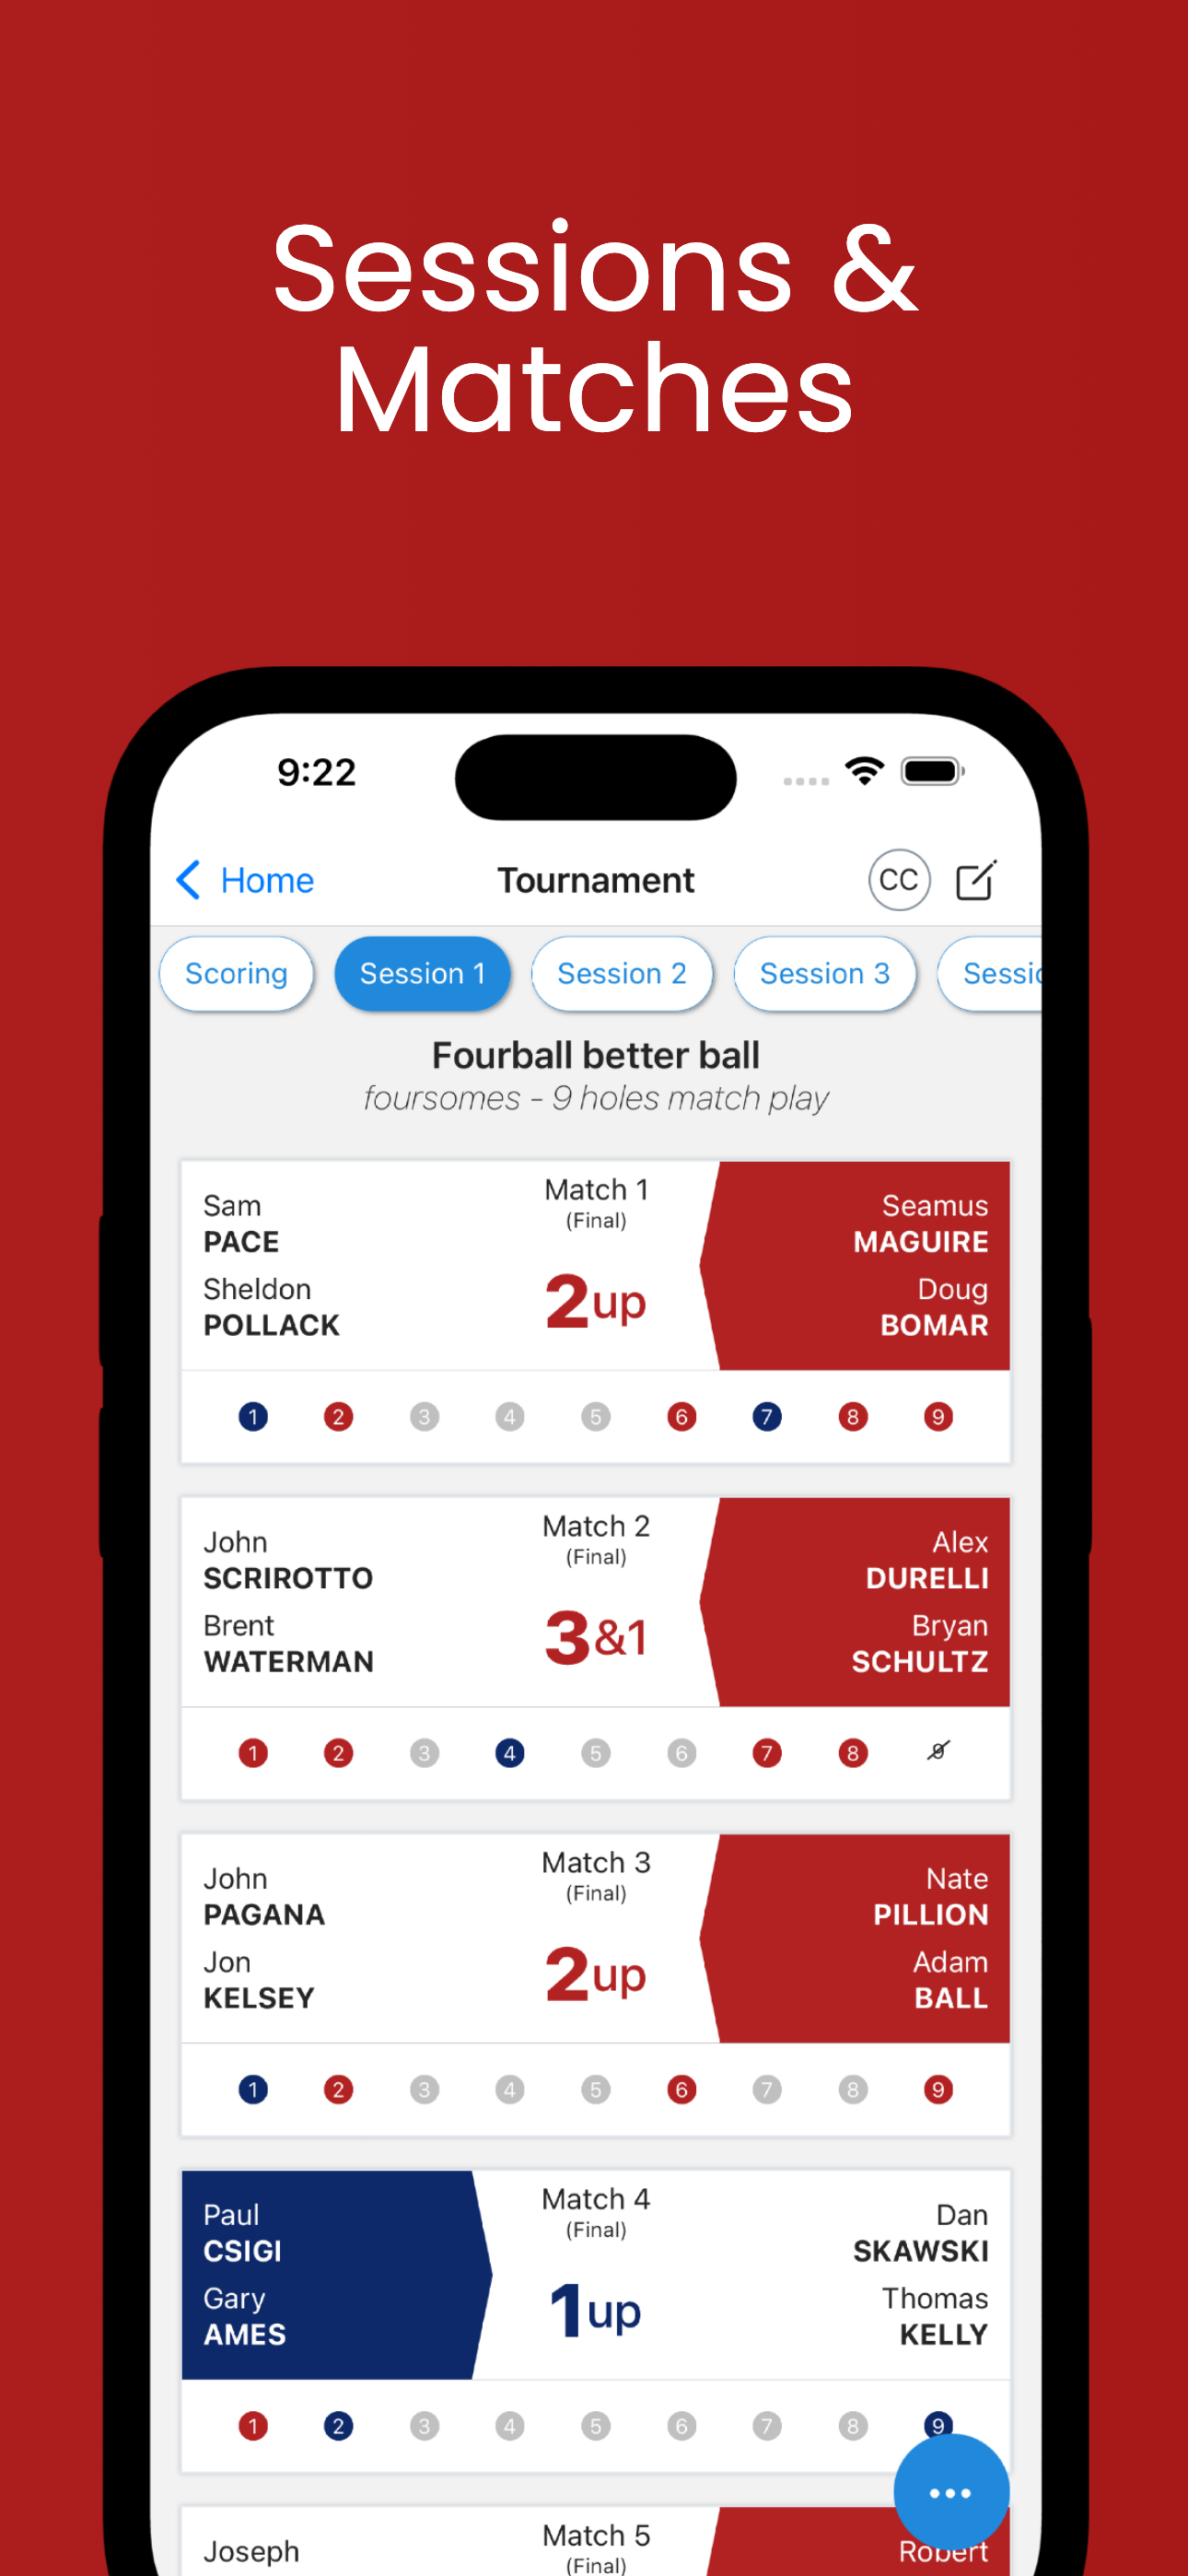 Sessions &
Matches
9:22
Home
Tournament
CC
Scoring
Session 1
Session 2
Session 3
Sessio
Fourball better ball
foursomes - 9 holes match play
Sam
PACE
Sheldon
POLLACK
Match 1
(Final)
2up
Seamus
MAGUIRE
Doug
BOMAR
1 2 3 4 5 6 7 8 9
John
SCRIROTTO
Brent
WATERMAN
Match 2
(Final)
3&1
Alex
DURELLI
Bryan
SCHULTZ
1 2 3 4 5 6 7 8 9
John
PAGANA
Jon
KELSEY
Match 3
(Final)
2up
Nate
PILLION
Adam
BALL
1 2 3 4 5 6 7 8 9
Paul
CSIGI
Gary
AMES
Match 4
(Final)
1up
Dan
SKAWSKI
Thomas
KELLY
1 2 3 4 5 6 7 8 9
Joseph
Match 5
(Final)
Robert